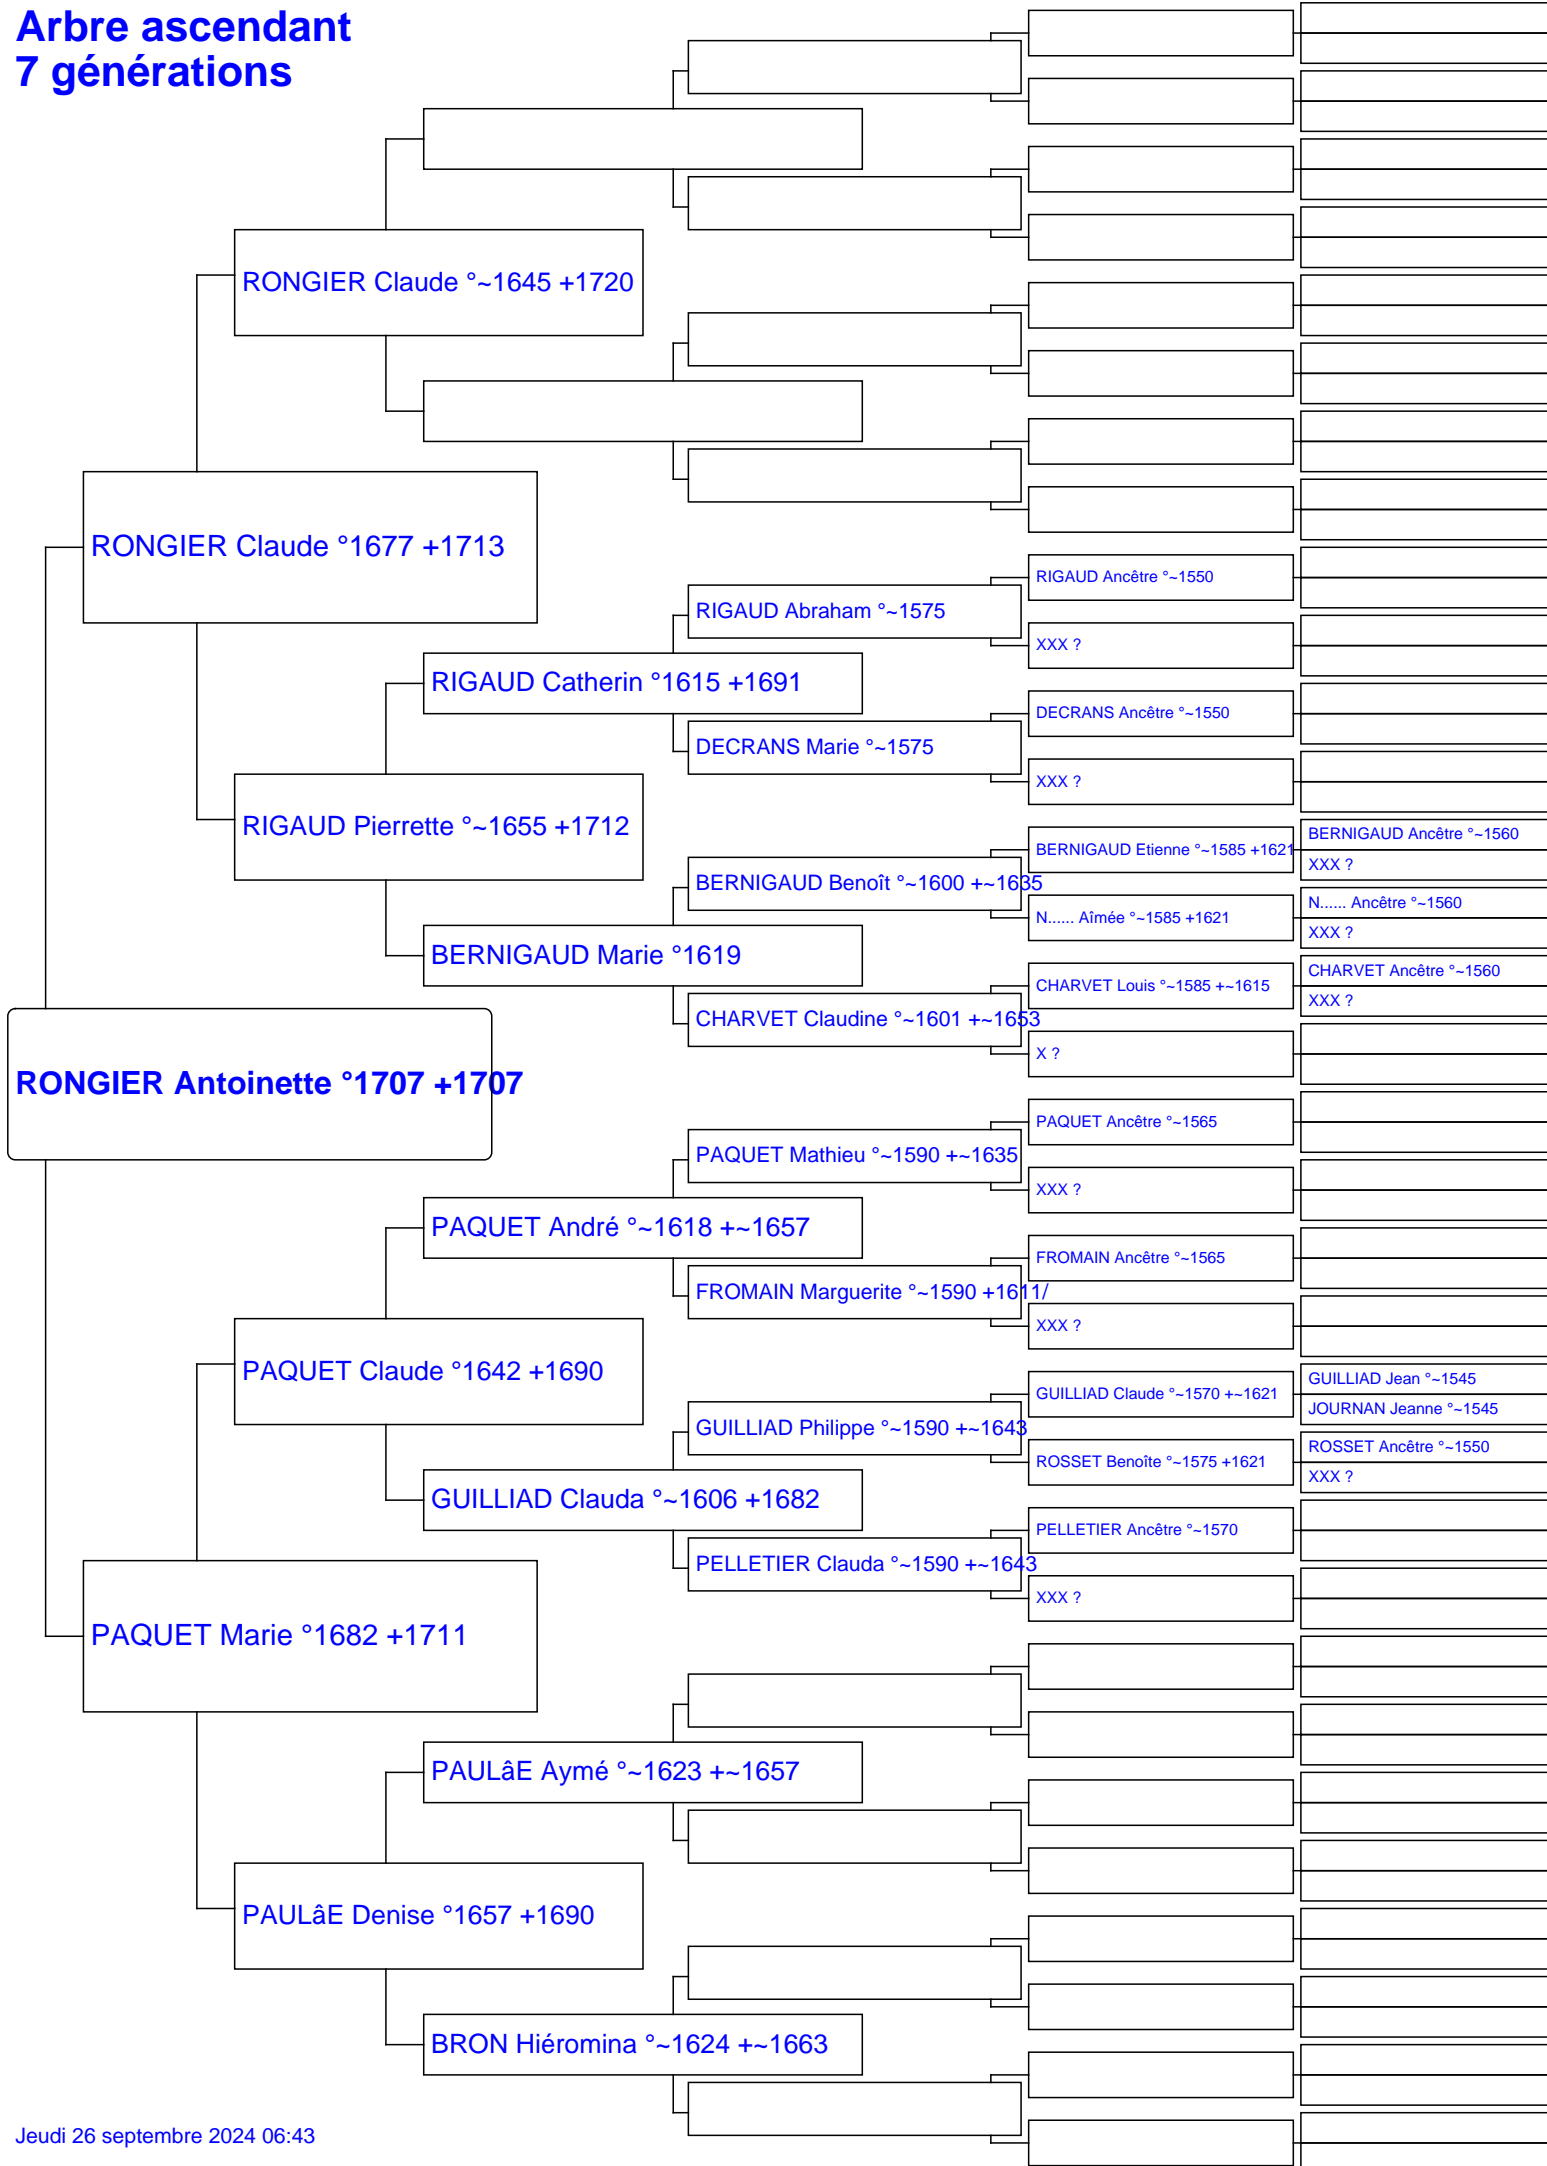 Arbre ascendant
7 générations
RONGIER Claude °~1645 +1720
RONGIER Claude °1677 +1713
RIGAUD Ancêtre °~1550
RIGAUD Abraham °~1575
XXX ?
RIGAUD Catherin °1615 +1691
DECRANS Ancêtre °~1550
DECRANS Marie °~1575
XXX ?
RIGAUD Pierrette °~1655 +1712
BERNIGAUD Ancêtre °~1560
BERNIGAUD Etienne °~1585 +1621
XXX ?
BERNIGAUD Benoît °~1600 +~1635
N...... Ancêtre °~1560
N...... Aîmée °~1585 +1621
XXX ?
BERNIGAUD Marie °1619
CHARVET Ancêtre °~1560
CHARVET Louis °~1585 +~1615
XXX ?
CHARVET Claudine °~1601 +~1653
X ?
RONGIER Antoinette °1707 +1707
PAQUET Ancêtre °~1565
PAQUET Mathieu °~1590 +~1635
XXX ?
PAQUET André °~1618 +~1657
FROMAIN Ancêtre °~1565
FROMAIN Marguerite °~1590 +1611/
XXX ?
PAQUET Claude °1642 +1690
GUILLIAD Jean °~1545
GUILLIAD Claude °~1570 +~1621
JOURNAN Jeanne °~1545
GUILLIAD Philippe °~1590 +~1643
ROSSET Ancêtre °~1550
ROSSET Benoîte °~1575 +1621
XXX ?
GUILLIAD Clauda °~1606 +1682
PELLETIER Ancêtre °~1570
PELLETIER Clauda °~1590 +~1643
XXX ?
PAQUET Marie °1682 +1711
PAULâE Aymé °~1623 +~1657
PAULâE Denise °1657 +1690
BRON Hiéromina °~1624 +~1663
Jeudi 26 septembre 2024 06:43